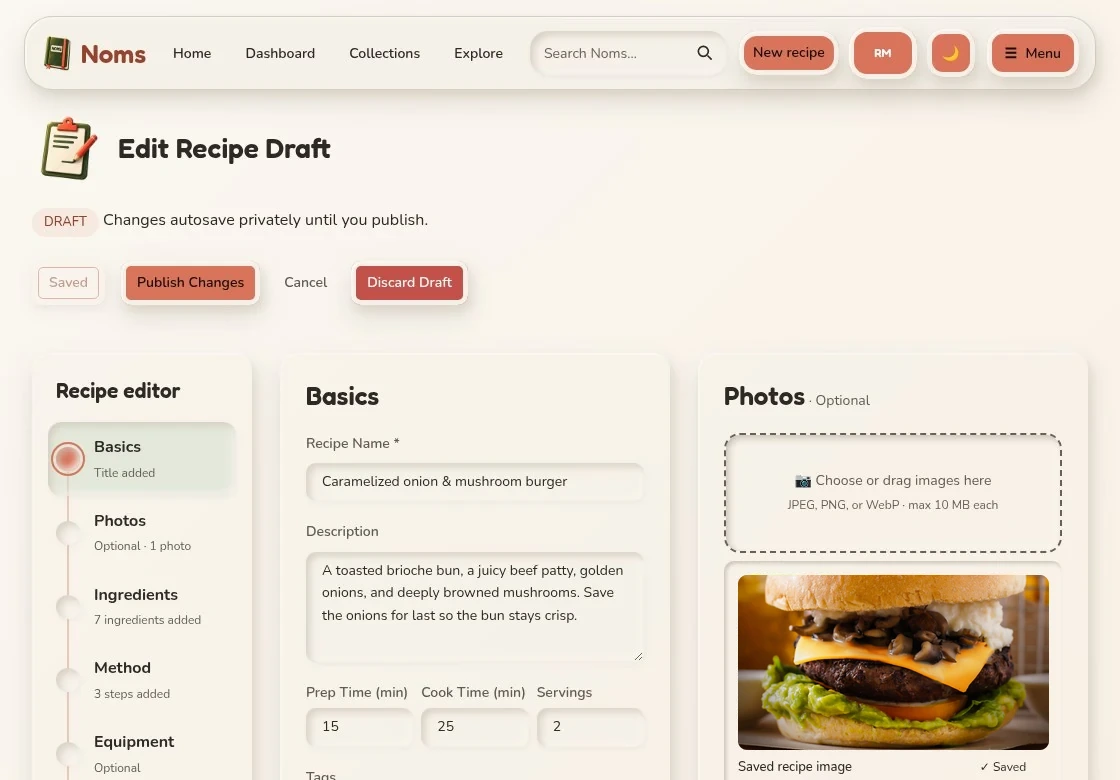 Noms
Home
Dashboard
Collections
Explore
Search Noms...
New recipe
RM
☰ Menu
Edit Recipe Draft
DRAFT Changes autosave privately until you publish.
Saved
Publish Changes
Cancel
Discard Draft
Recipe editor
Basics
Title added
Photos
Optional · 1 photo
Ingredients
7 ingredients added
Method
3 steps added
Equipment
Optional
Basics
Recipe Name *
Caramelized onion & mushroom burger
Description
A toasted brioche bun, a juicy beef patty, golden
onions, and deeply browned mushrooms. Save
the onions for last so the bun stays crisp.
Prep Time (min) Cook Time (min) Servings
15 25 2
Tags
Photos · Optional
📷 Choose or drag images here
JPEG, PNG, or WebP · max 10 MB each
Saved recipe image
✓ Saved